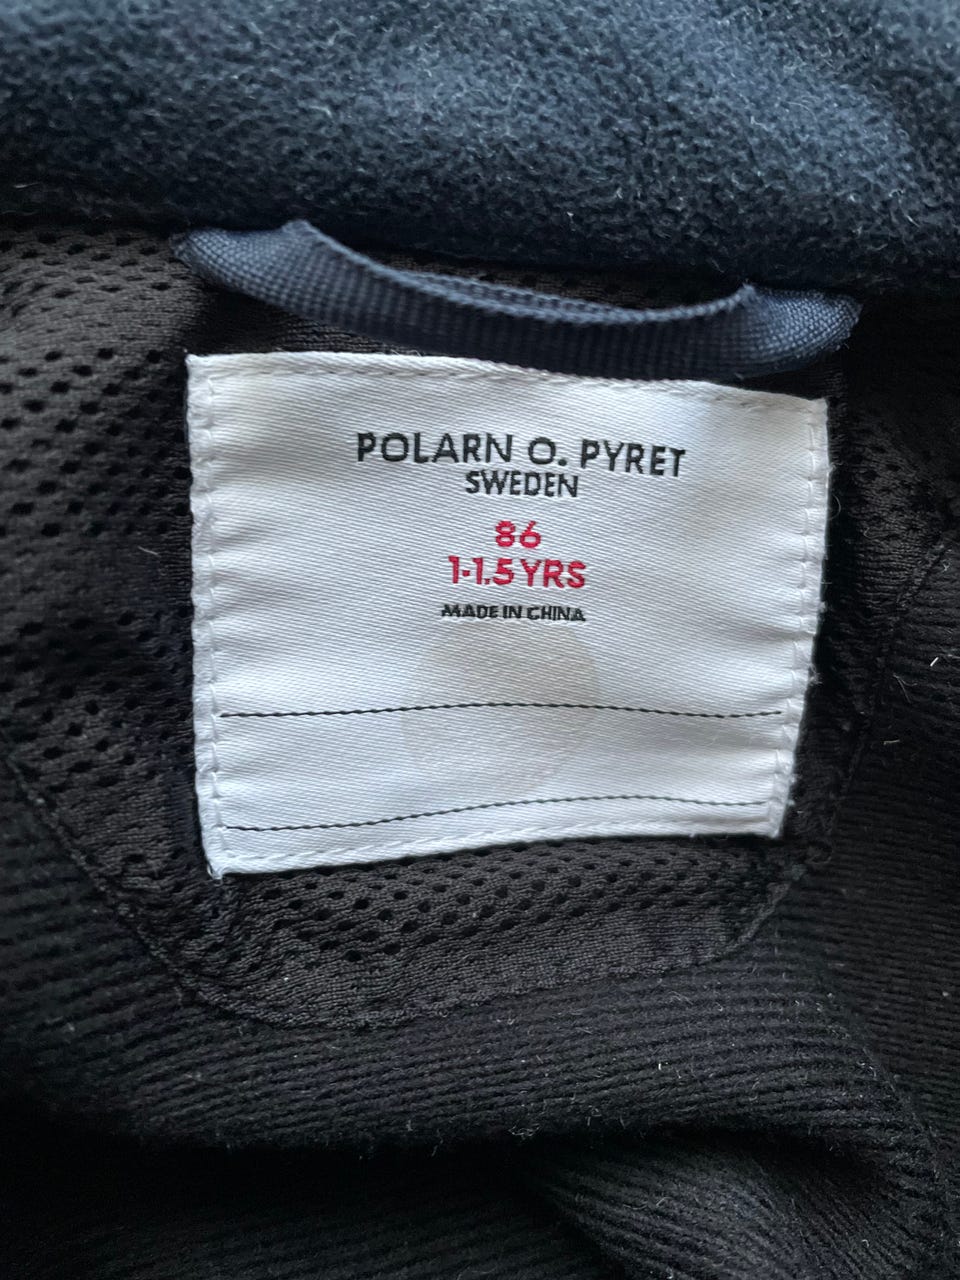 POLARN O. PYRET
SWEDEN
86
1-1.5 YRS
MADE IN CHINA